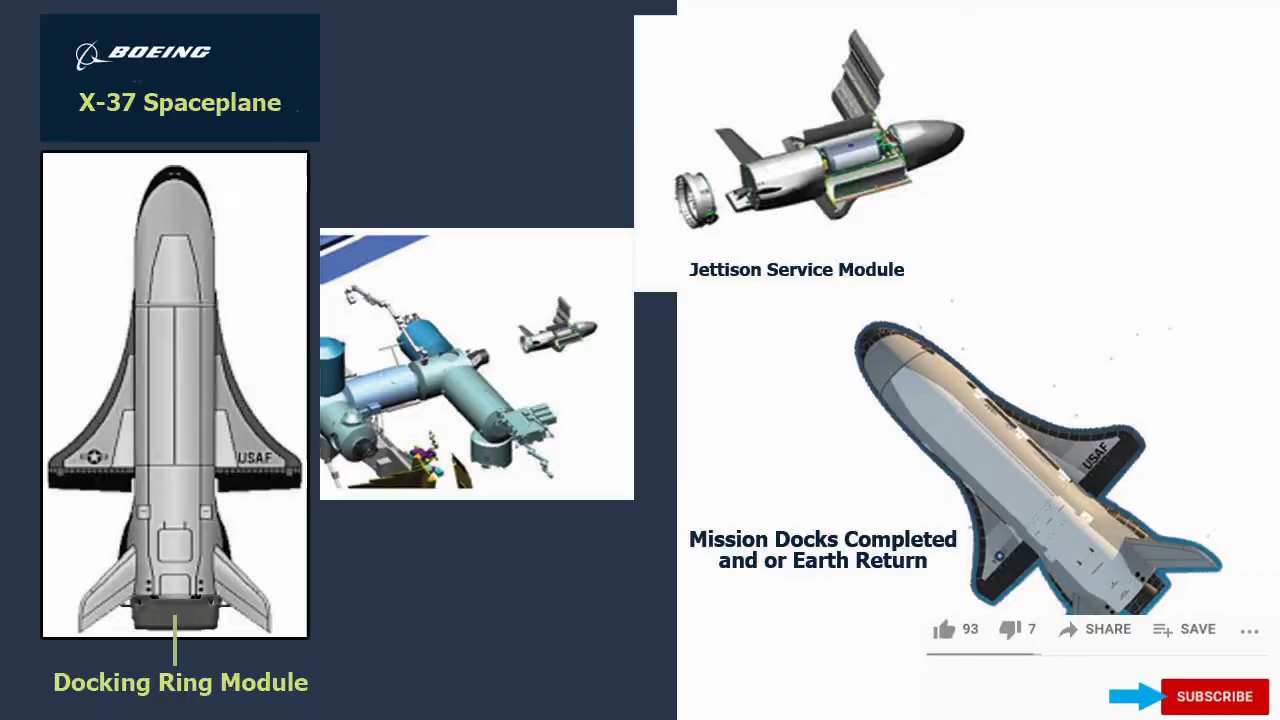 BOEING
X-37 Spaceplane
USAF
Docking Ring Module
Jettison Service Module
USAF
Mission Docks Completed
and or Earth Return
93 7 SHARE SAVE
SUBSCRIBE